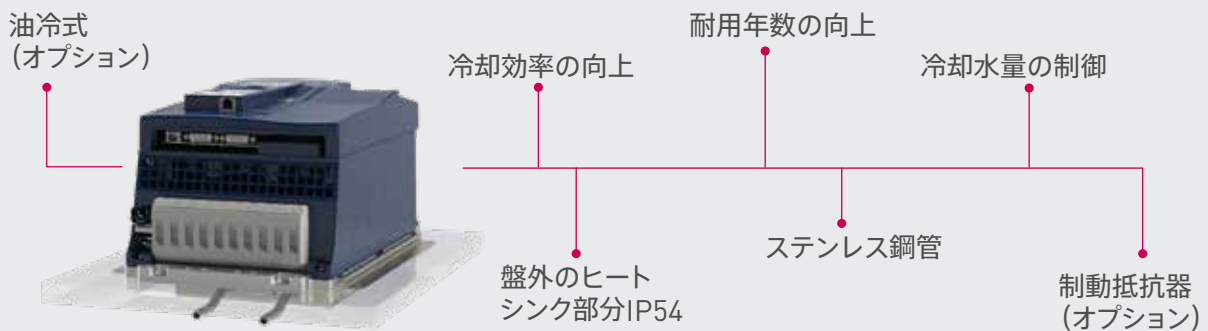 油冷式
(オプション)
冷却効率の向上
耐用年数の向上
冷却水量の制御
盤外のヒート
シンク部分IP54
ステンレス鋼管
制動抵抗器
(オプション)